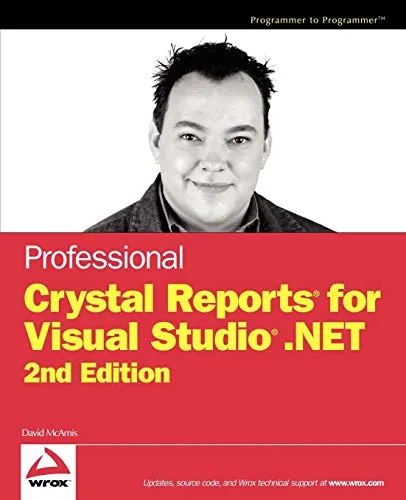 Programmer to Programmer™
Professional
Crystal Reports® for
Visual Studio® .NET
2nd Edition
David McAmis
wrox™
Updates, source code, and Wrox technical support at www.wrox.com